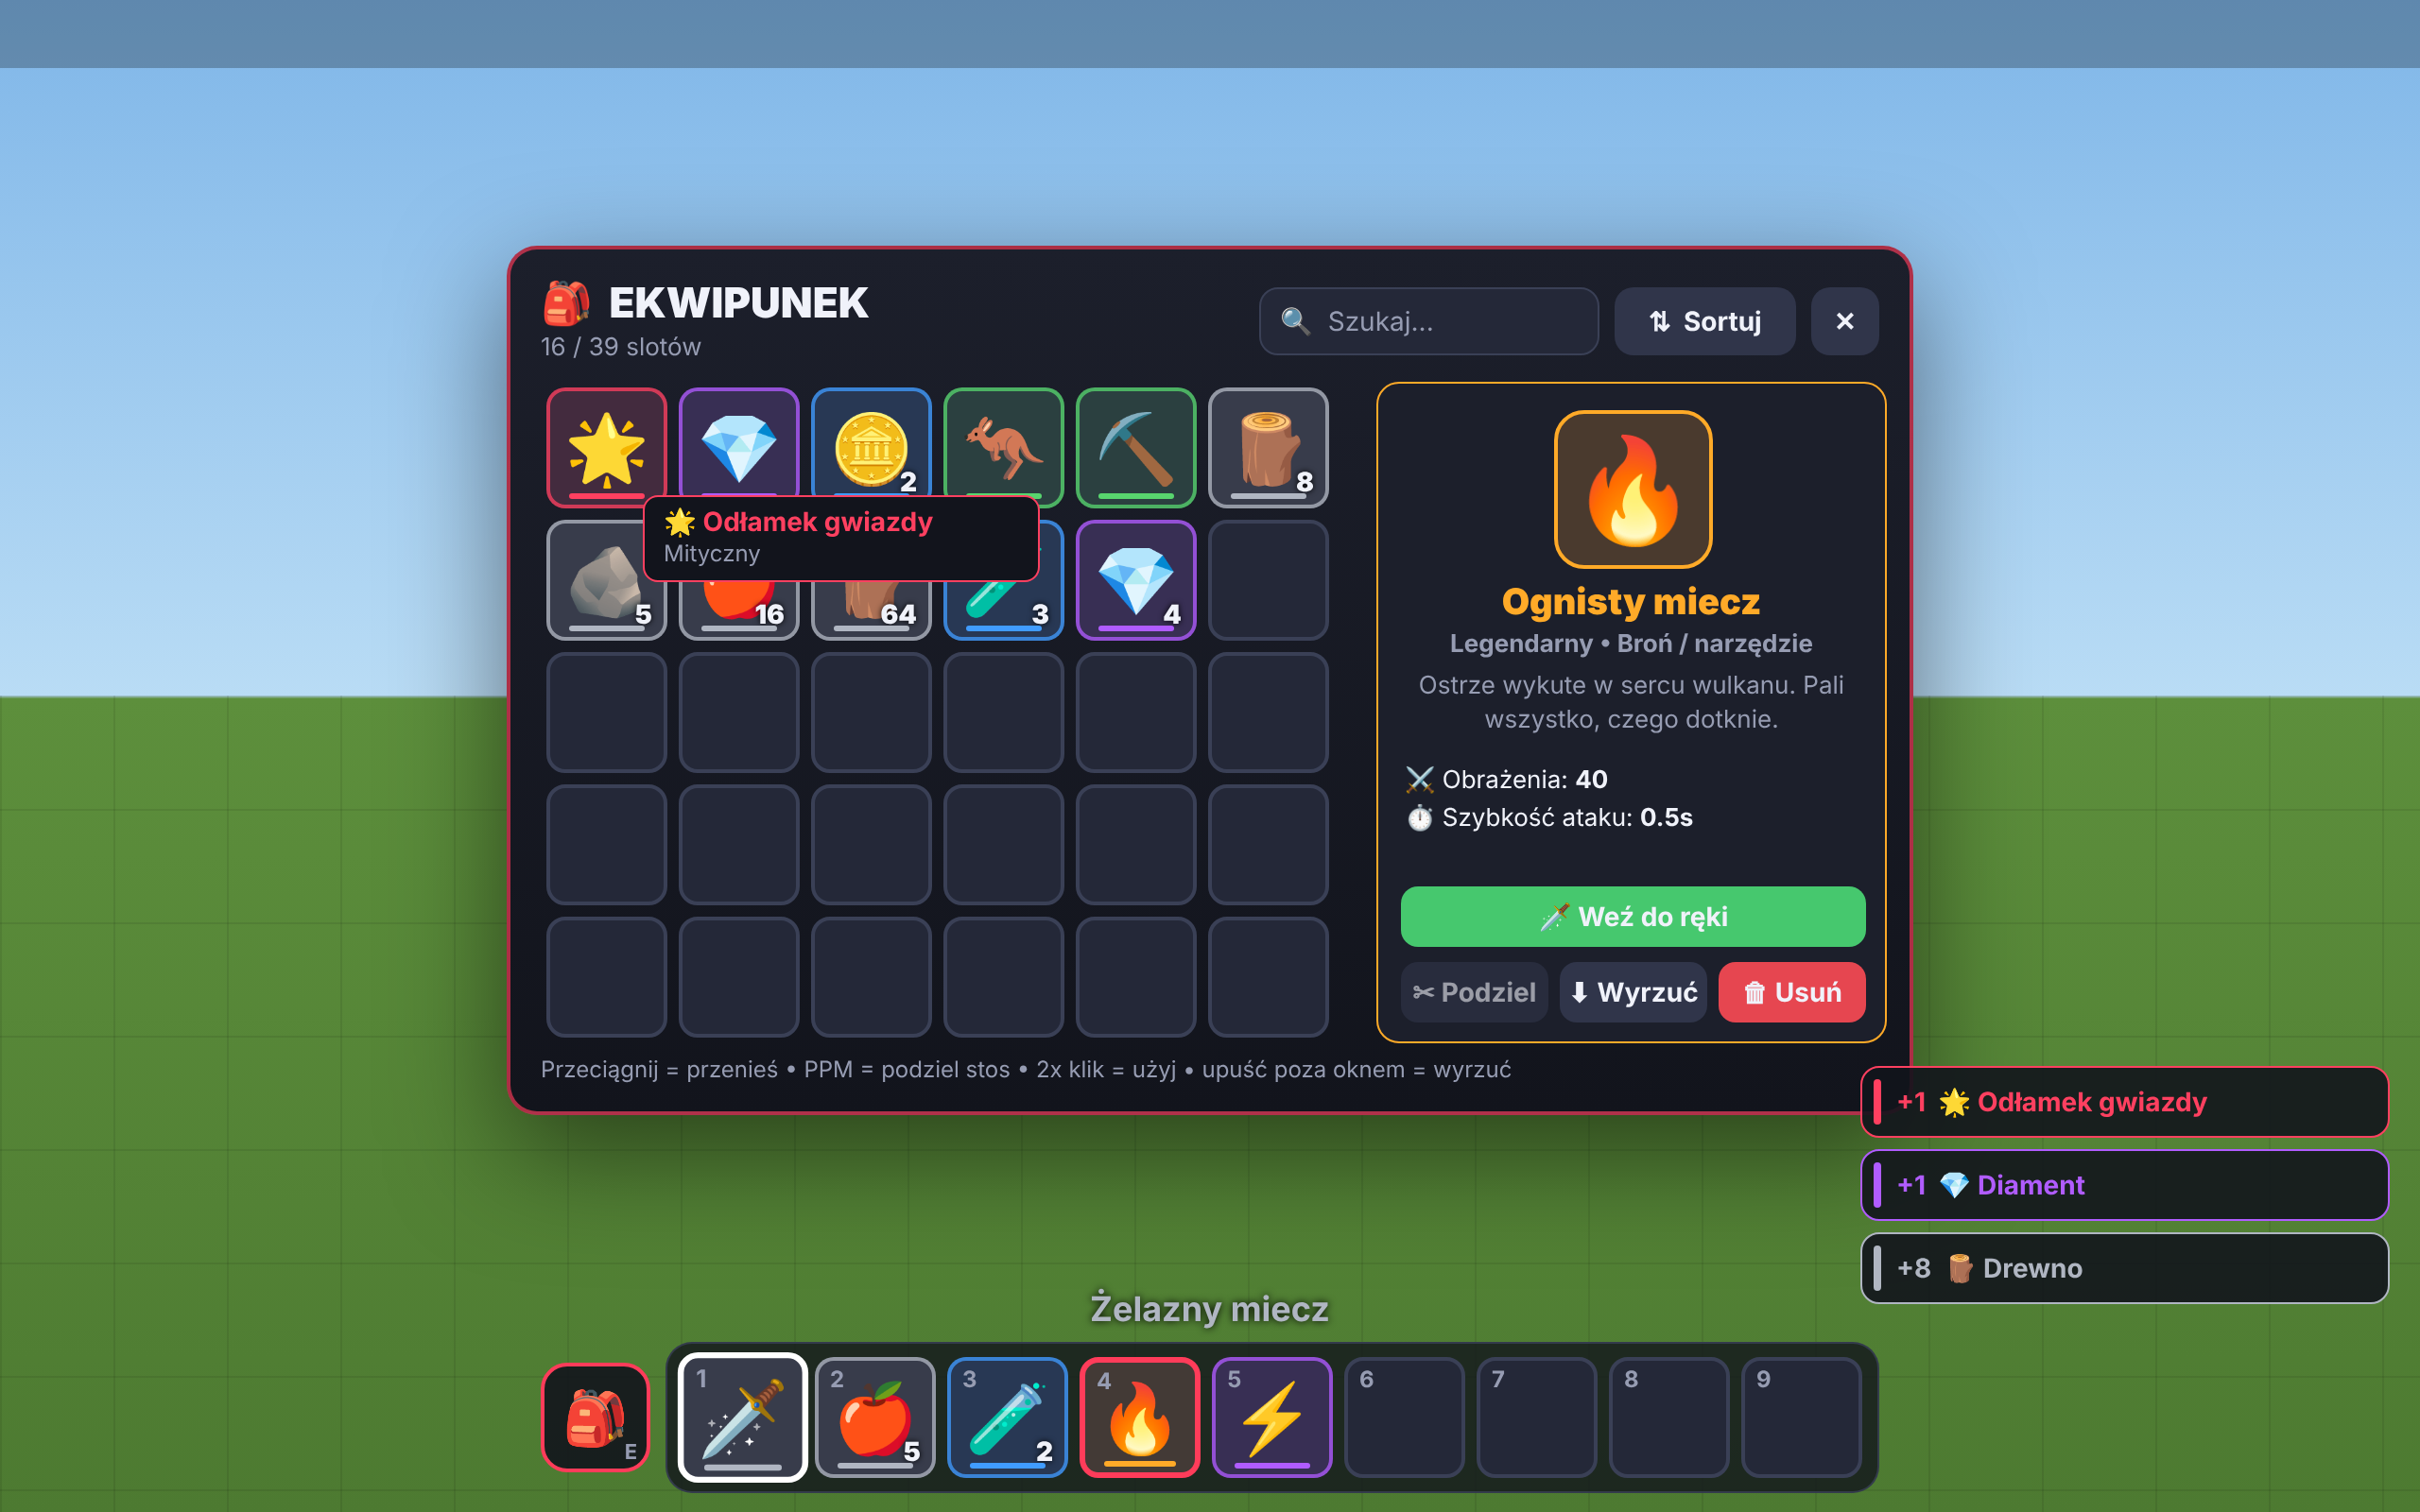 EKWIPUNEK
16 / 39 slotów
Szukaj...
Sortuj
2
8
Odłamek gwiazdy
Mityczny
5
16
64
3
4
Ognisty miecz
Legendarny • Broń / narzędzie
Ostrze wykute w sercu wulkanu. Pali
wszystko, czego dotknie.
Obrażenia: 40
Szybkość ataku: 0.5s
Weź do ręki
Podziel
Wyrzuć
Usuń
Przeciągnij = przenieś • PPM = podziel stos • 2x klik = użyj • upuść poza oknem = wyrzuć
+1 Odłamek gwiazdy
+1 Diament
+8 Drewno
Żelazny miecz
E
1
2
5
3
2
4
5
6
7
8
9